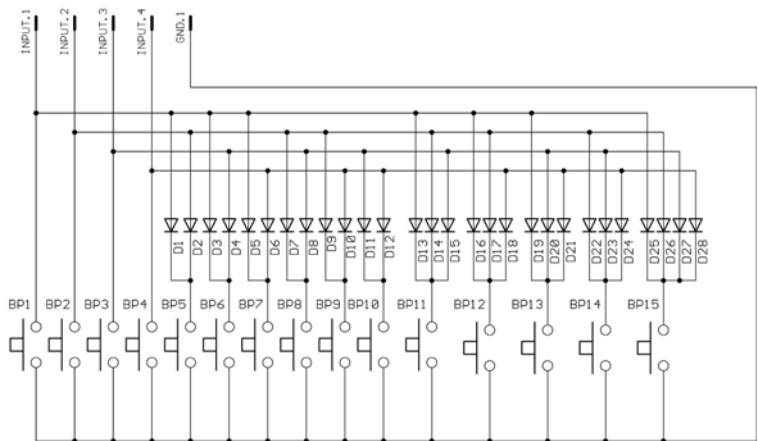 INPUT.1
INPUT.2
INPUT.3
INPUT.4
GND.1
D1
D2
D3
D4
D5
D6
D7
D8
D9
D10
D11
D12
D13
D14
D15
D16
D17
D18
D19
D20
D21
D22
D23
D24
D25
D26
D27
D28
BP1
BP2
BP3
BP4
BP5
BP6
BP7
BP8
BP9
BP10
BP11
BP12
BP13
BP14
BP15